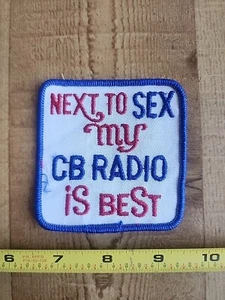 NEXT TO SEX
my
CB RADIO
iS BeST
6 7 8 9 10